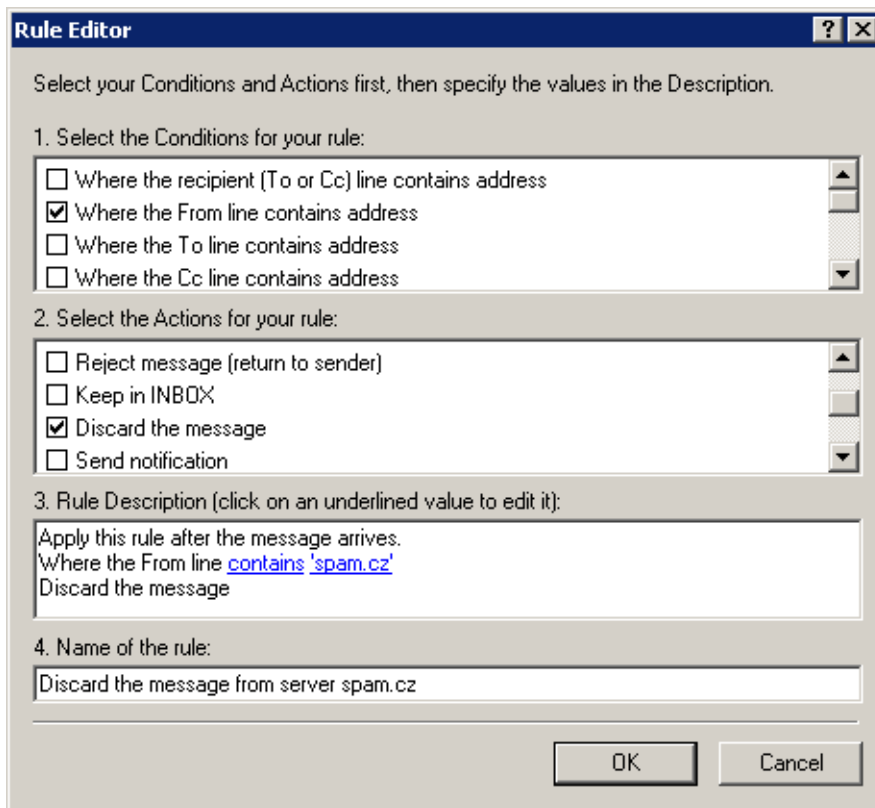 Rule Editor
Select your Conditions and Actions first, then specify the values in the Description.
1. Select the Conditions for your rule:
Where the recipient (To or Cc) line contains address
Where the From line contains address
Where the To line contains address
Where the Cc line contains address
2. Select the Actions for your rule:
Reject message (return to sender)
Keep in INBOX
Discard the message
Send notification
3. Rule Description (click on an underlined value to edit it):
Apply this rule after the message arrives.
Where the From line contains 'spam.cz'
Discard the message
4. Name of the rule:
Discard the message from server spam.cz
OK Cancel